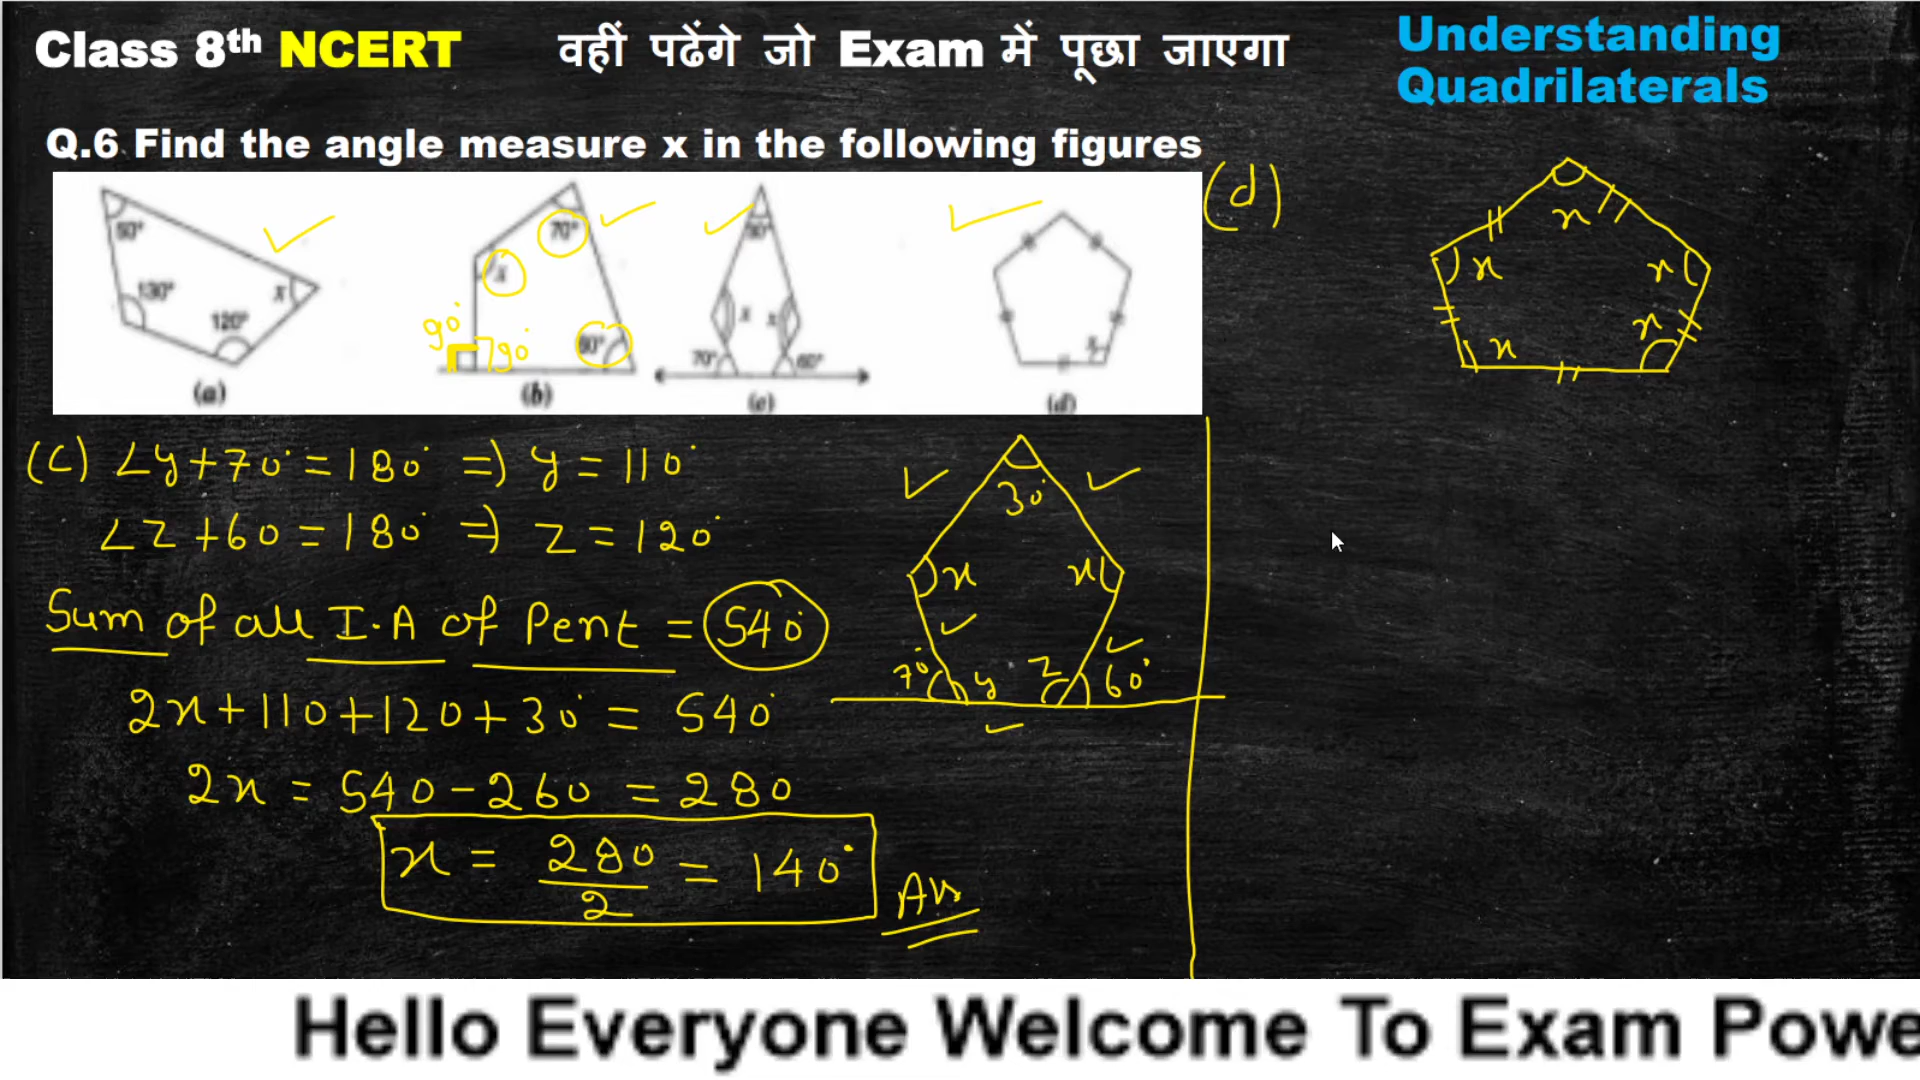 Class 8th NCERT वहीं पढेंगे जो Exam में पूछा जाएगा
Understanding
Quadrilaterals
Q.6 Find the angle measure x in the following figures
50°
130°
120°
x
(a)
70°
x
90°
90°
60°
(b)
30°
x x
70° 60°
(c)
x
(d)
(d)
x
x x
x x
(C) ∠y+70°=180° ⇒ y=110°
∠z+60=180° ⇒ z=120°
Sum of all I.A of Pent = 540°
2x+110+120+30°=540°
2x=540-260=280
x=280/2=140° Ans
30°
x x
70° y z 60°
Hello Everyone Welcome To Exam Powe